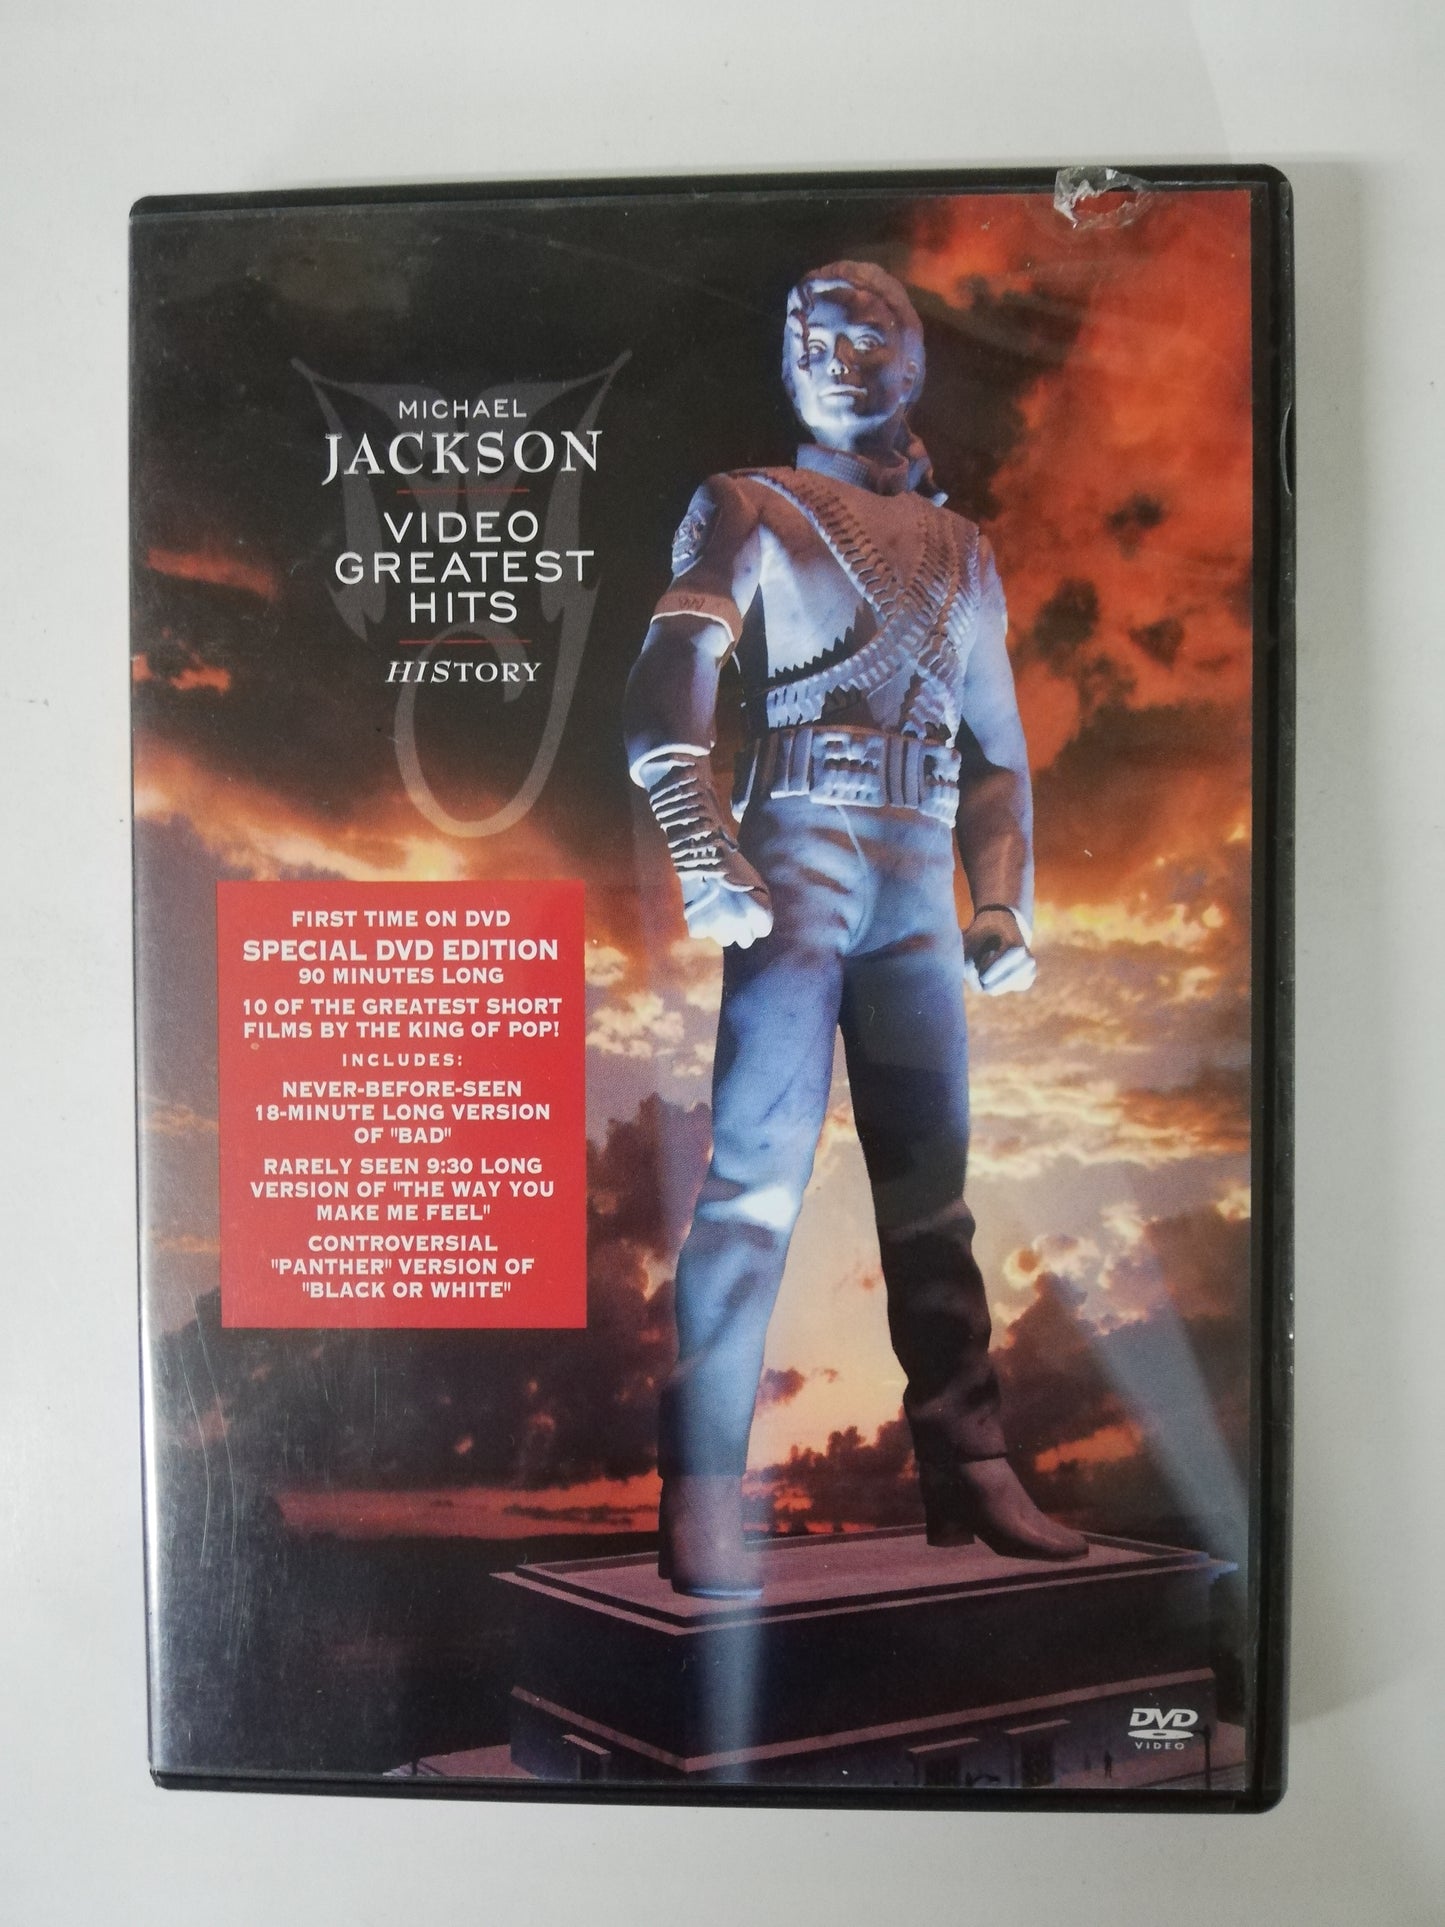 MICHAEL
JACKSON
VIDEO
GREATEST
HITS
HISTORY
FIRST TIME ON DVD
SPECIAL DVD EDITION
90 MINUTES LONG
10 OF THE GREATEST SHORT
FILMS BY THE KING OF POP!
INCLUDES:
NEVER-BEFORE-SEEN
18-MINUTE LONG VERSION
OF "BAD"
RARELY SEEN 9:30 LONG
VERSION OF "THE WAY YOU
MAKE ME FEEL"
CONTROVERSIAL
"PANTHER" VERSION OF
"BLACK OR WHITE"
DVD
VIDEO